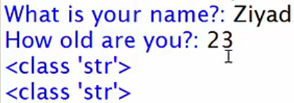 What is your name?: Ziyad
How old are you?: 23
<class 'str'>
<class 'str'>